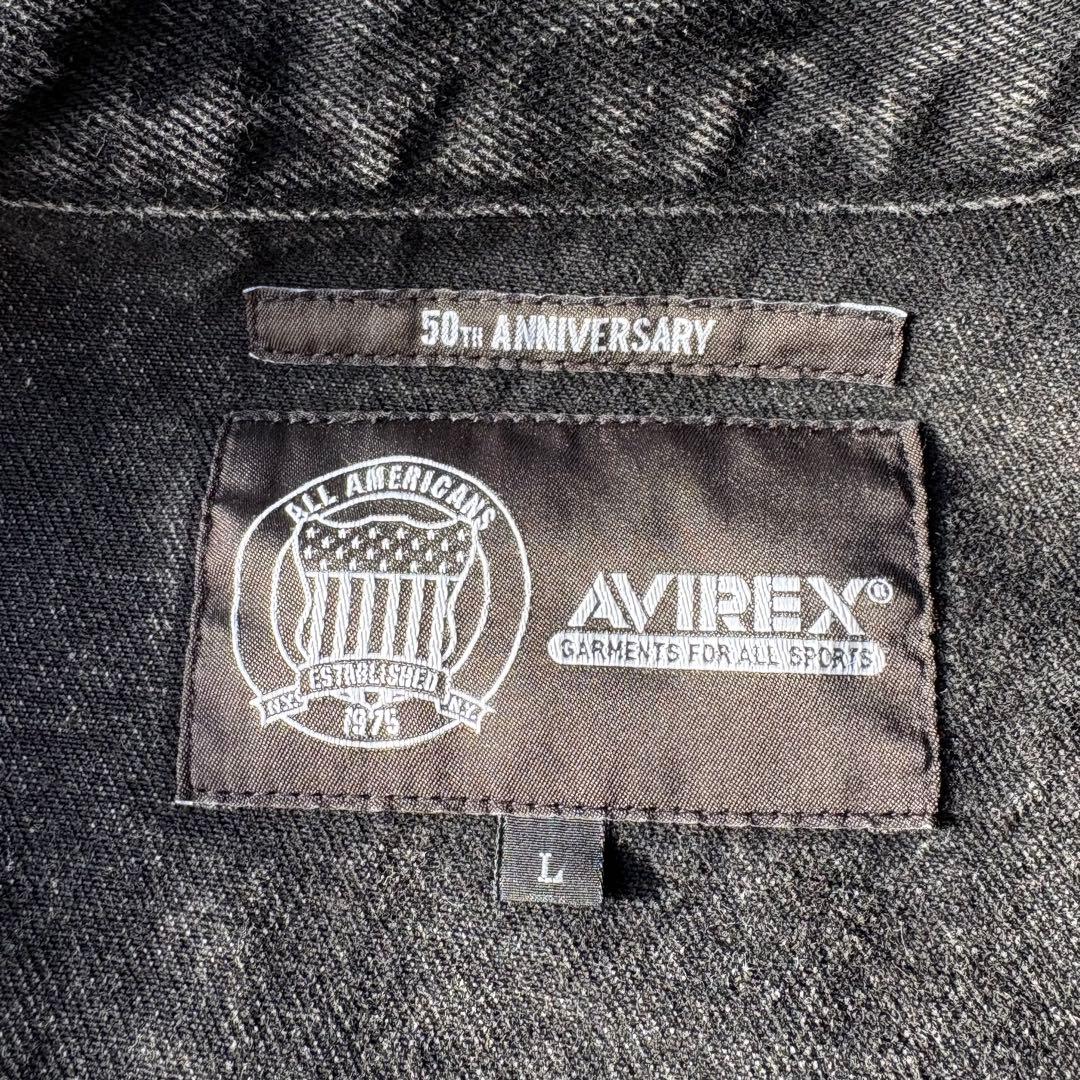 50TH ANNIVERSARY
ALL AMERICANS
ESTABLISHED
N.Y. N.Y.
1975
AVIREX®
GARMENTS FOR ALL SPORTS
L